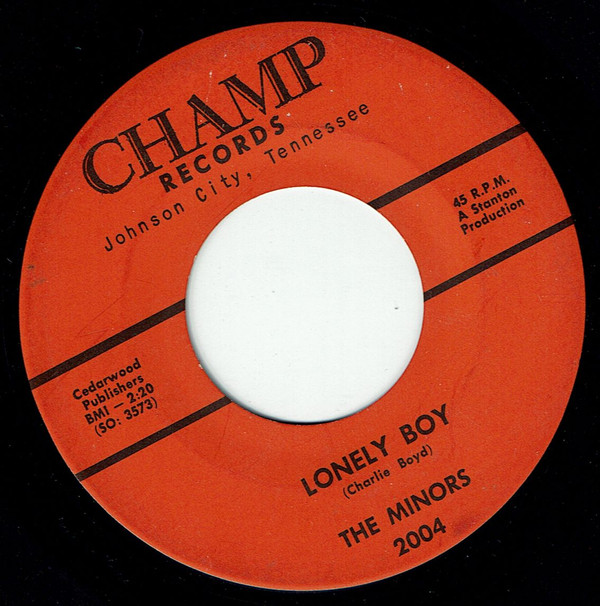 CHAMP
RECORDS
Johnson City, Tennessee
45 R.P.M.
A Stanton
Production
Cedarwood
Publishers
BMI — 2:20
(SO: 3573)
LONELY BOY
(Charlie Boyd)
THE MINORS
2004